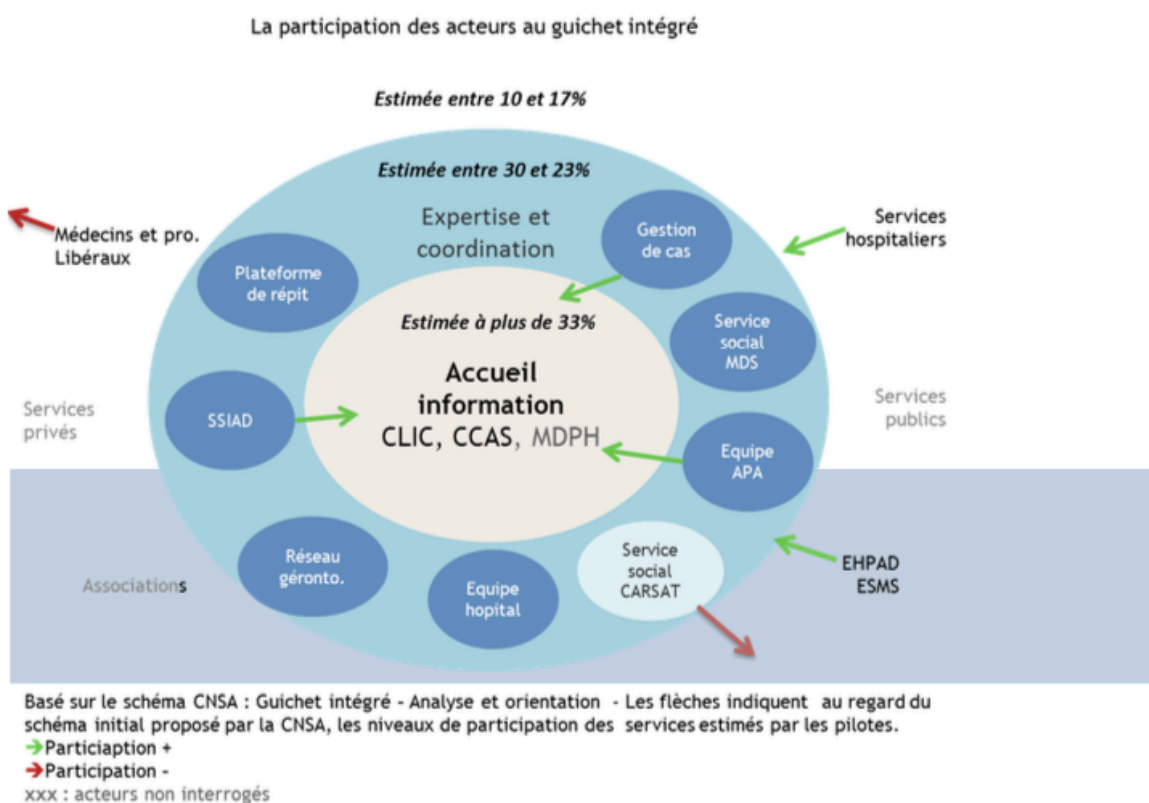 La participation des acteurs au guichet intégré
Estimée entre 10 et 17%
Estimée entre 30 et 23%
Expertise et
coordination
Gestion
de cas
Services
hospitaliers
Médecins et pro.
Libéraux
Plateforme
de répit
Estimée à plus de 33%
Service
social
MDS
Accueil
information
CLIC, CCAS, MDPH
Services
privés
SSIAD
Services
publics
Equipe
APA
Réseau
géronto.
Equipe
hopital
Service
social
CARSAT
EHPAD
ESMS
Associations
Basé sur le schéma CNSA : Guichet intégré - Analyse et orientation - Les flèches indiquent au regard du
schéma initial proposé par la CNSA, les niveaux de participation des services estimés par les pilotes.
➔Particiaption +
➔Participation -
xxx : acteurs non interrogés